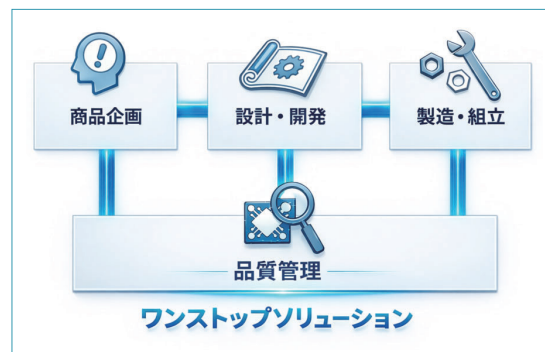 商品企画
設計・開発
製造・組立
品質管理
ワンストップソリューション